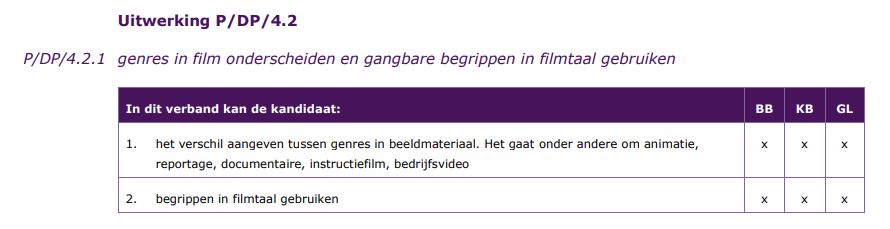 Uitwerking P/DP/4.2
P/DP/4.2.1 genres in film onderscheiden en gangbare begrippen in filmtaal gebruiken
In dit verband kan de kandidaat: BB KB GL
1. het verschil aangeven tussen genres in beeldmateriaal. Het gaat onder andere om animatie, x x x
reportage, documentaire, instructiefilm, bedrijfsvideo
2. begrippen in filmtaal gebruiken x x x